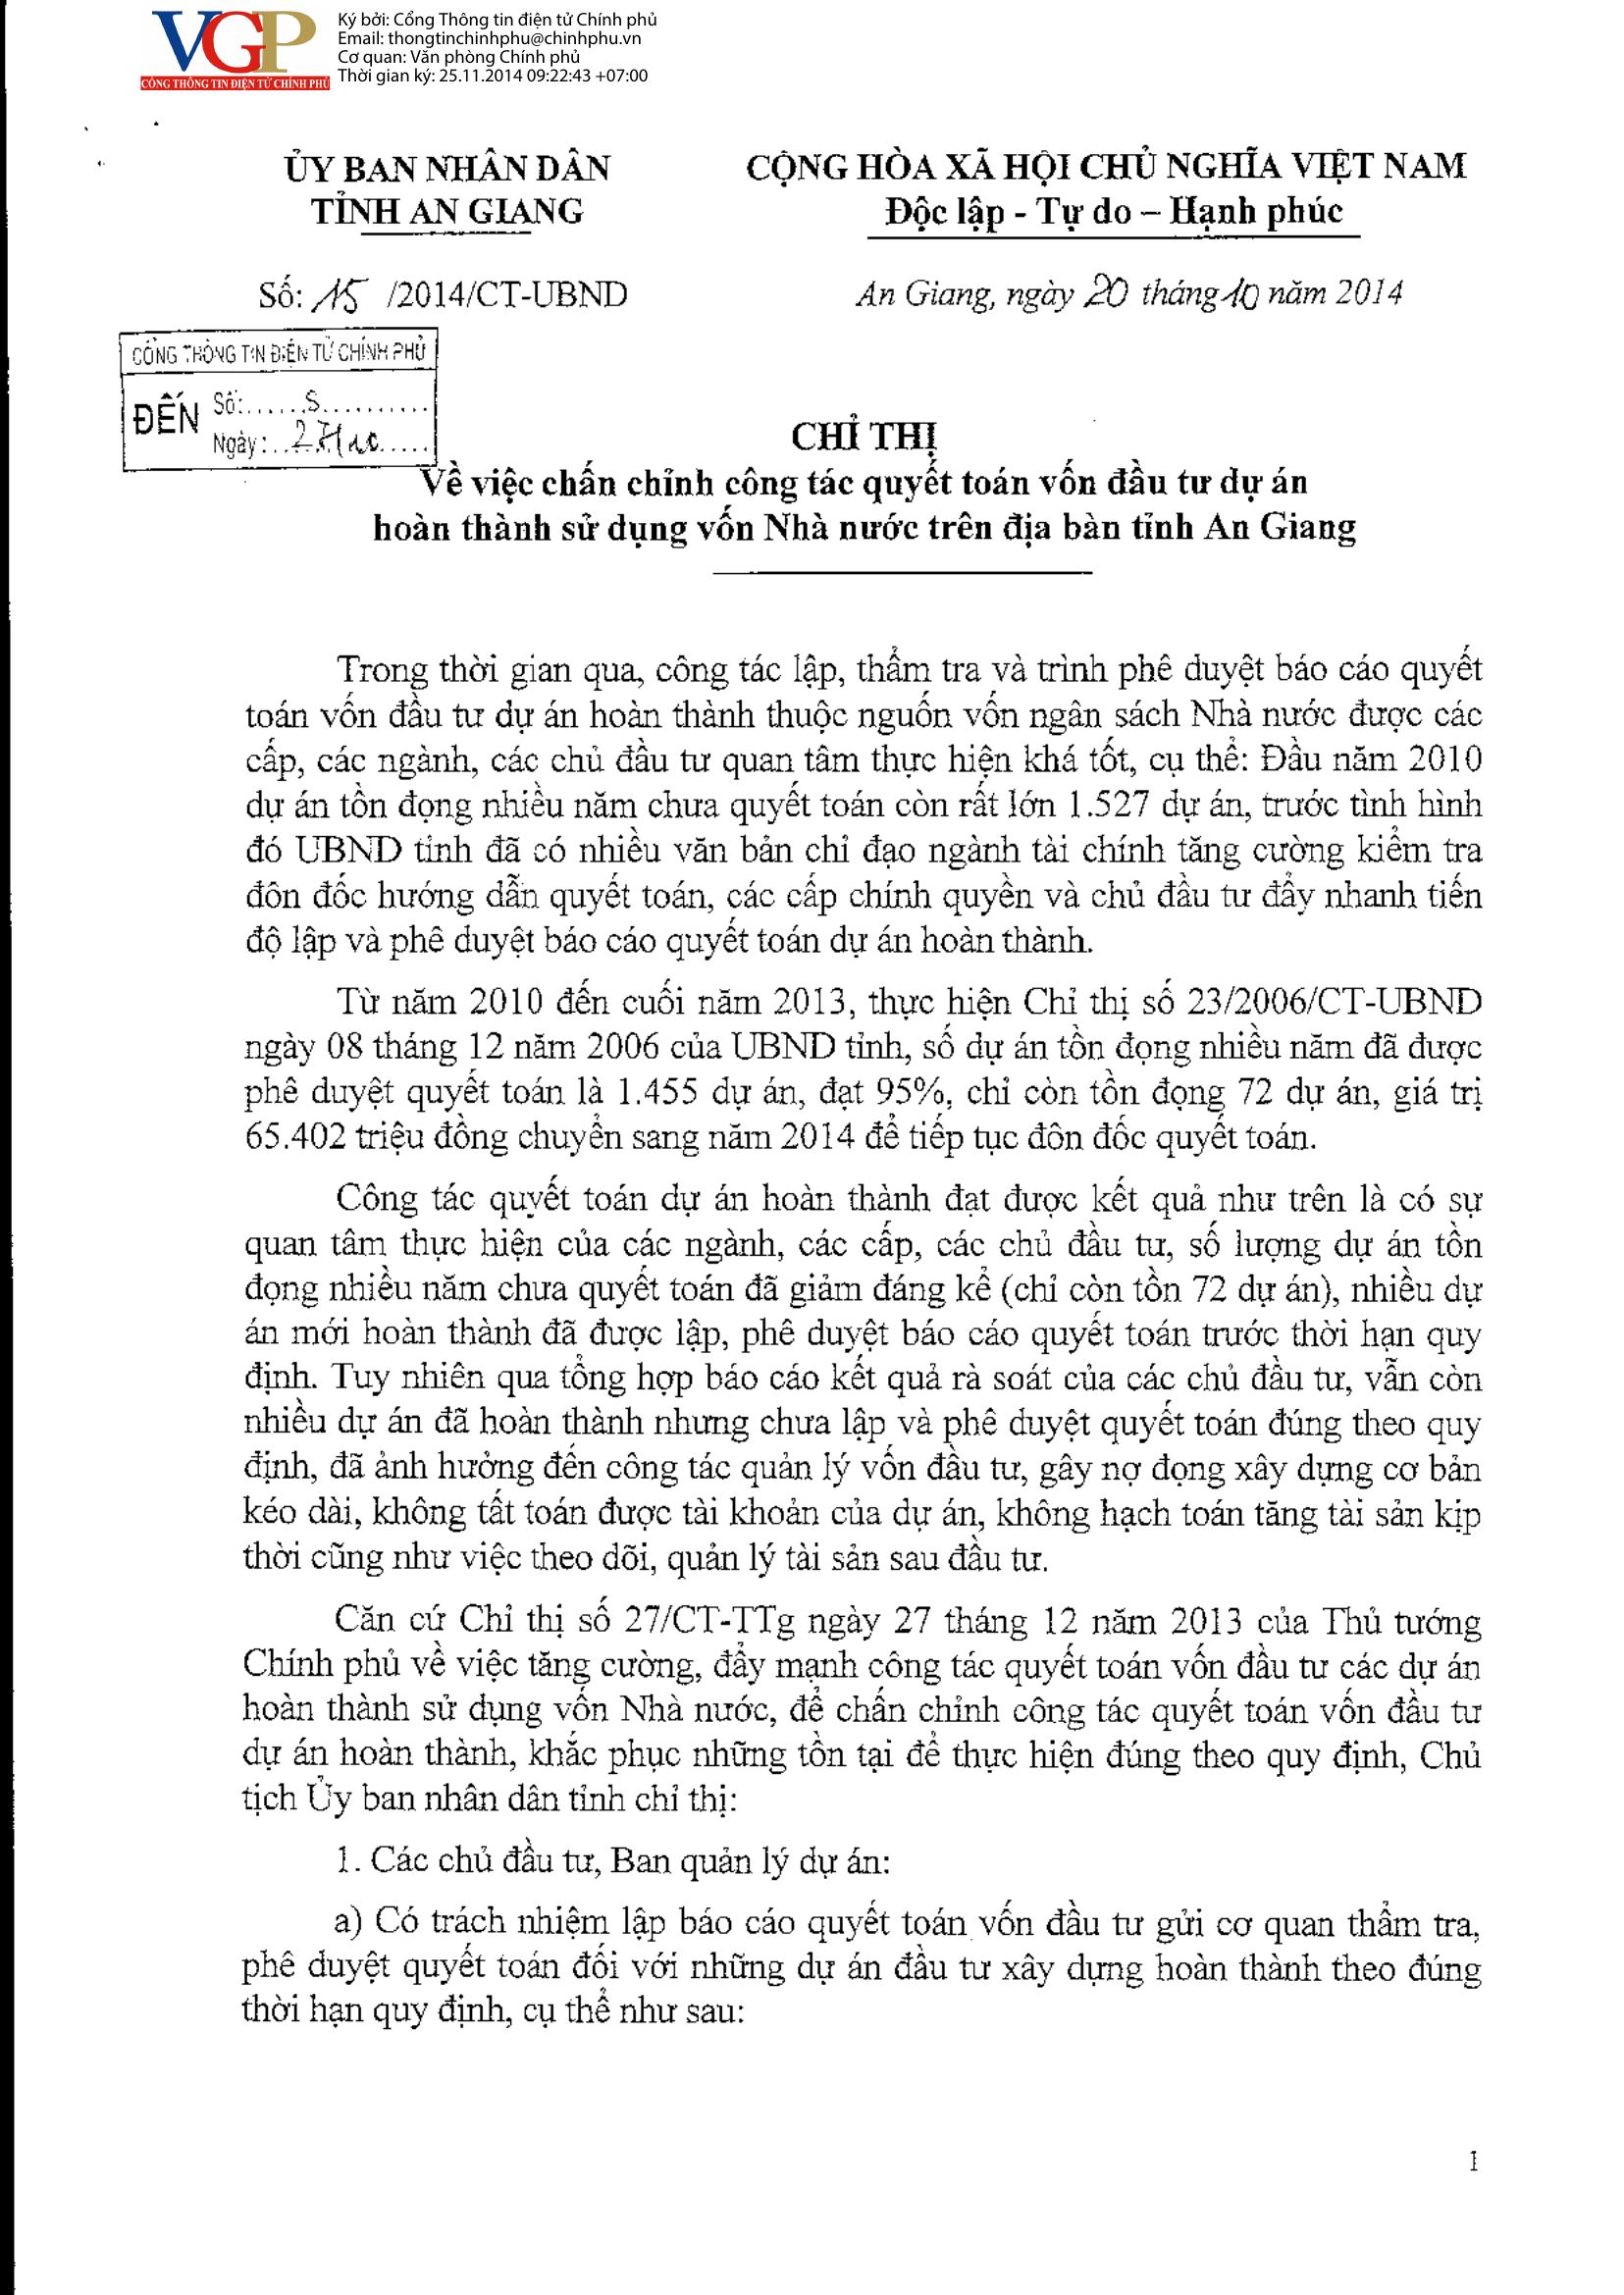 VGP
CỔNG THÔNG TIN ĐIỆN TỬ CHÍNH PHỦ
Ký bởi: Cổng Thông tin điện tử Chính phủ
Email: thongtinchinhphu@chinhphu.vn
Cơ quan: Văn phòng Chính phủ
Thời gian ký: 25.11.2014 09:22:43 +07:00
ỦY BAN NHÂN DÂN
TỈNH AN GIANG
CỘNG HÒA XÃ HỘI CHỦ NGHĨA VIỆT NAM
Độc lập - Tự do – Hạnh phúc
Số: 15 /2014/CT-UBND
An Giang, ngày 20 tháng 10 năm 2014
CỔNG THÔNG TIN ĐIỆN TỬ CHÍNH PHỦ
ĐẾN
Số:......S..........
Ngày:
CHỈ THỊ
Về việc chấn chỉnh công tác quyết toán vốn đầu tư dự án
hoàn thành sử dụng vốn Nhà nước trên địa bàn tỉnh An Giang
Trong thời gian qua, công tác lập, thẩm tra và trình phê duyệt báo cáo quyết
toán vốn đầu tư dự án hoàn thành thuộc nguồn vốn ngân sách Nhà nước được các
cấp, các ngành, các chủ đầu tư quan tâm thực hiện khá tốt, cụ thể: Đầu năm 2010
dự án tồn đọng nhiều năm chưa quyết toán còn rất lớn 1.527 dự án, trước tình hình
đó UBND tỉnh đã có nhiều văn bản chỉ đạo ngành tài chính tăng cường kiểm tra
đôn đốc hướng dẫn quyết toán, các cấp chính quyền và chủ đầu tư đẩy nhanh tiến
độ lập và phê duyệt báo cáo quyết toán dự án hoàn thành.
Từ năm 2010 đến cuối năm 2013, thực hiện Chỉ thị số 23/2006/CT-UBND
ngày 08 tháng 12 năm 2006 của UBND tỉnh, số dự án tồn đọng nhiều năm đã được
phê duyệt quyết toán là 1.455 dự án, đạt 95%, chỉ còn tồn đọng 72 dự án, giá trị
65.402 triệu đồng chuyển sang năm 2014 để tiếp tục đôn đốc quyết toán.
Công tác quyết toán dự án hoàn thành đạt được kết quả như trên là có sự
quan tâm thực hiện của các ngành, các cấp, các chủ đầu tư, số lượng dự án tồn
đọng nhiều năm chưa quyết toán đã giảm đáng kể (chỉ còn tồn 72 dự án), nhiều dự
án mới hoàn thành đã được lập, phê duyệt báo cáo quyết toán trước thời hạn quy
định. Tuy nhiên qua tổng hợp báo cáo kết quả rà soát của các chủ đầu tư, vẫn còn
nhiều dự án đã hoàn thành nhưng chưa lập và phê duyệt quyết toán đúng theo quy
định, đã ảnh hưởng đến công tác quản lý vốn đầu tư, gây nợ đọng xây dựng cơ bản
kéo dài, không tất toán được tài khoản của dự án, không hạch toán tăng tài sản kịp
thời cũng như việc theo dõi, quản lý tài sản sau đầu tư.
Căn cứ Chỉ thị số 27/CT-TTg ngày 27 tháng 12 năm 2013 của Thủ tướng
Chính phủ về việc tăng cường, đẩy mạnh công tác quyết toán vốn đầu tư các dự án
hoàn thành sử dụng vốn Nhà nước, để chấn chỉnh công tác quyết toán vốn đầu tư
dự án hoàn thành, khắc phục những tồn tại để thực hiện đúng theo quy định, Chủ
tịch Ủy ban nhân dân tỉnh chỉ thị:
1. Các chủ đầu tư, Ban quản lý dự án:
a) Có trách nhiệm lập báo cáo quyết toán vốn đầu tư gửi cơ quan thẩm tra,
phê duyệt quyết toán đối với những dự án đầu tư xây dựng hoàn thành theo đúng
thời hạn quy định, cụ thể như sau:
1